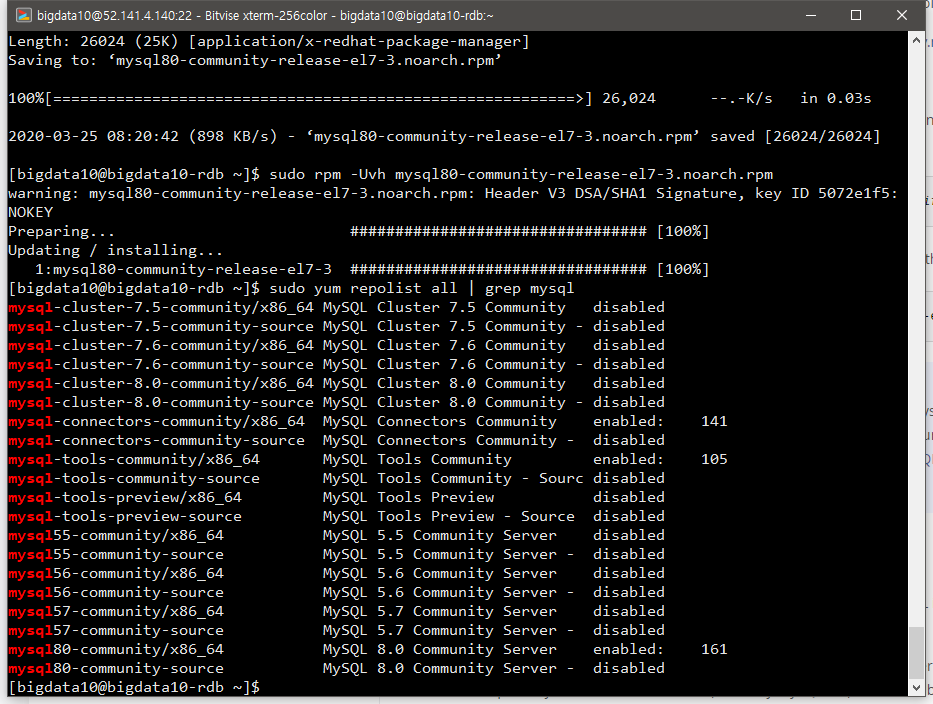 bigdata10@52.141.4.140:22 - Bitvise xterm-256color - bigdata10@bigdata10-rdb:~
Length: 26024 (25K) [application/x-redhat-package-manager]
Saving to: ‘mysql80-community-release-el7-3.noarch.rpm’
100%[==========================================================>] 26,024      --.-K/s   in 0.03s
2020-03-25 08:20:42 (898 KB/s) - ‘mysql80-community-release-el7-3.noarch.rpm’ saved [26024/26024]
[bigdata10@bigdata10-rdb ~]$ sudo rpm -Uvh mysql80-community-release-el7-3.noarch.rpm
warning: mysql80-community-release-el7-3.noarch.rpm: Header V3 DSA/SHA1 Signature, key ID 5072e1f5:
NOKEY
Preparing...                          ################################# [100%]
Updating / installing...
   1:mysql80-community-release-el7-3  ################################# [100%]
[bigdata10@bigdata10-rdb ~]$ sudo yum repolist all | grep mysql
mysql-cluster-7.5-community/x86_64 MySQL Cluster 7.5 Community   disabled
mysql-cluster-7.5-community-source MySQL Cluster 7.5 Community - disabled
mysql-cluster-7.6-community/x86_64 MySQL Cluster 7.6 Community   disabled
mysql-cluster-7.6-community-source MySQL Cluster 7.6 Community - disabled
mysql-cluster-8.0-community/x86_64 MySQL Cluster 8.0 Community   disabled
mysql-cluster-8.0-community-source MySQL Cluster 8.0 Community - disabled
mysql-connectors-community/x86_64  MySQL Connectors Community    enabled:    141
mysql-connectors-community-source  MySQL Connectors Community -  disabled
mysql-tools-community/x86_64       MySQL Tools Community         enabled:    105
mysql-tools-community-source       MySQL Tools Community - Sourc disabled
mysql-tools-preview/x86_64         MySQL Tools Preview           disabled
mysql-tools-preview-source         MySQL Tools Preview - Source  disabled
mysql55-community/x86_64           MySQL 5.5 Community Server    disabled
mysql55-community-source           MySQL 5.5 Community Server -  disabled
mysql56-community/x86_64           MySQL 5.6 Community Server    disabled
mysql56-community-source           MySQL 5.6 Community Server -  disabled
mysql57-community/x86_64           MySQL 5.7 Community Server    disabled
mysql57-community-source           MySQL 5.7 Community Server -  disabled
mysql80-community/x86_64           MySQL 8.0 Community Server    enabled:    161
mysql80-community-source           MySQL 8.0 Community Server -  disabled
[bigdata10@bigdata10-rdb ~]$